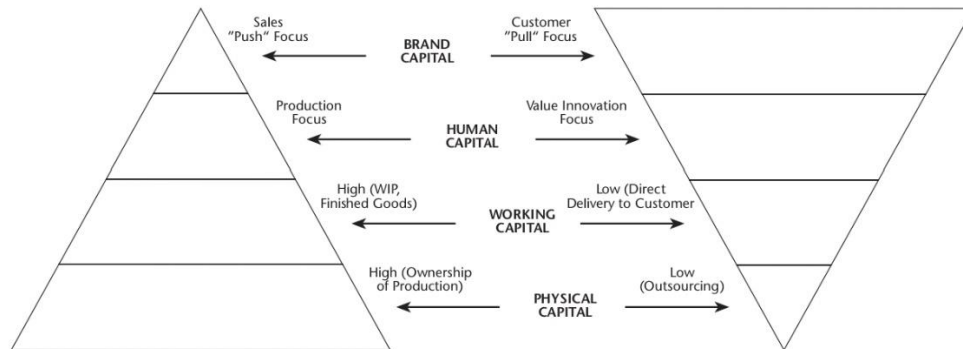 Sales
"Push" Focus
BRAND
CAPITAL
Customer
"Pull" Focus
Production
Focus
HUMAN
CAPITAL
Value Innovation
Focus
High (WIP,
Finished Goods)
WORKING
CAPITAL
Low (Direct
Delivery to Customer
High (Ownership
of Production)
PHYSICAL
CAPITAL
Low
(Outsourcing)